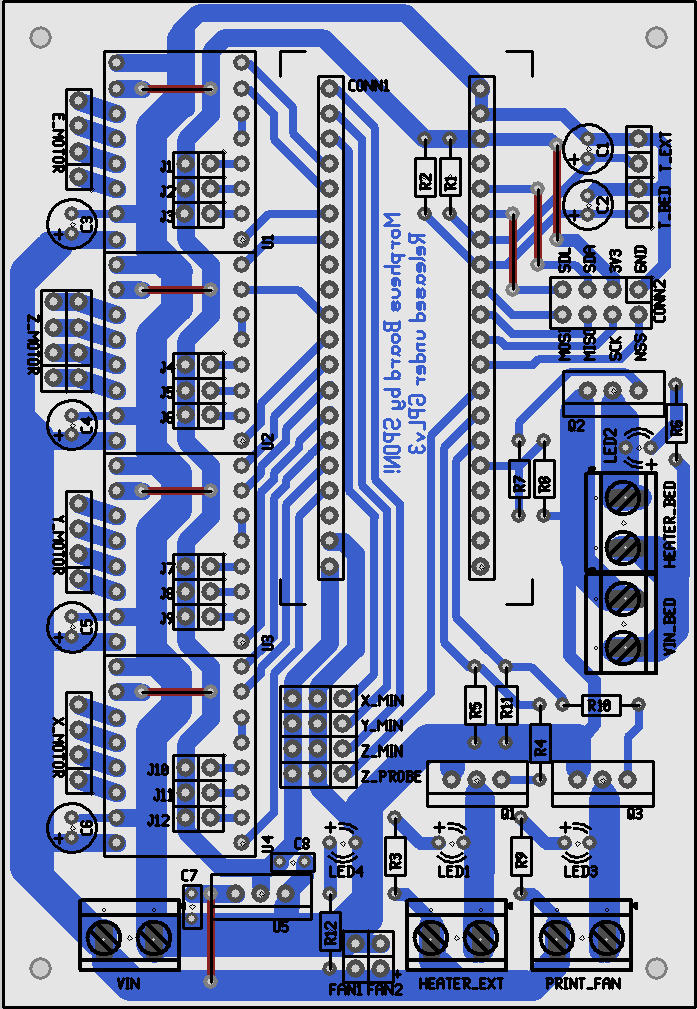 CONN1
E_MOTOR
J1
J2
J3
C3
U1
R2
R1
C1
C2
T_EXT
T_BED
SDL
SDA
3V3
GND
CONN2
MOSI
MISO
SCK
NSS
Morpheus Board by SPUN!
Released under GPLv3
Z_MOTOR
J4
J5
J6
C4
U2
Q2
R6
LED2
R7
R8
HEATER_BED
Y_MOTOR
J7
J8
J9
C5
U3
VIN_BED
X_MOTOR
J10
J11
J12
C6
U4
X_MIN
Y_MIN
Z_MIN
Z_PROBE
R5
R11
R10
R4
Q1
Q3
C8
C7
U5
LED4
R3
LED1
R9
LED3
R12
VIN
FAN1 FAN2
HEATER_EXT
PRINT_FAN